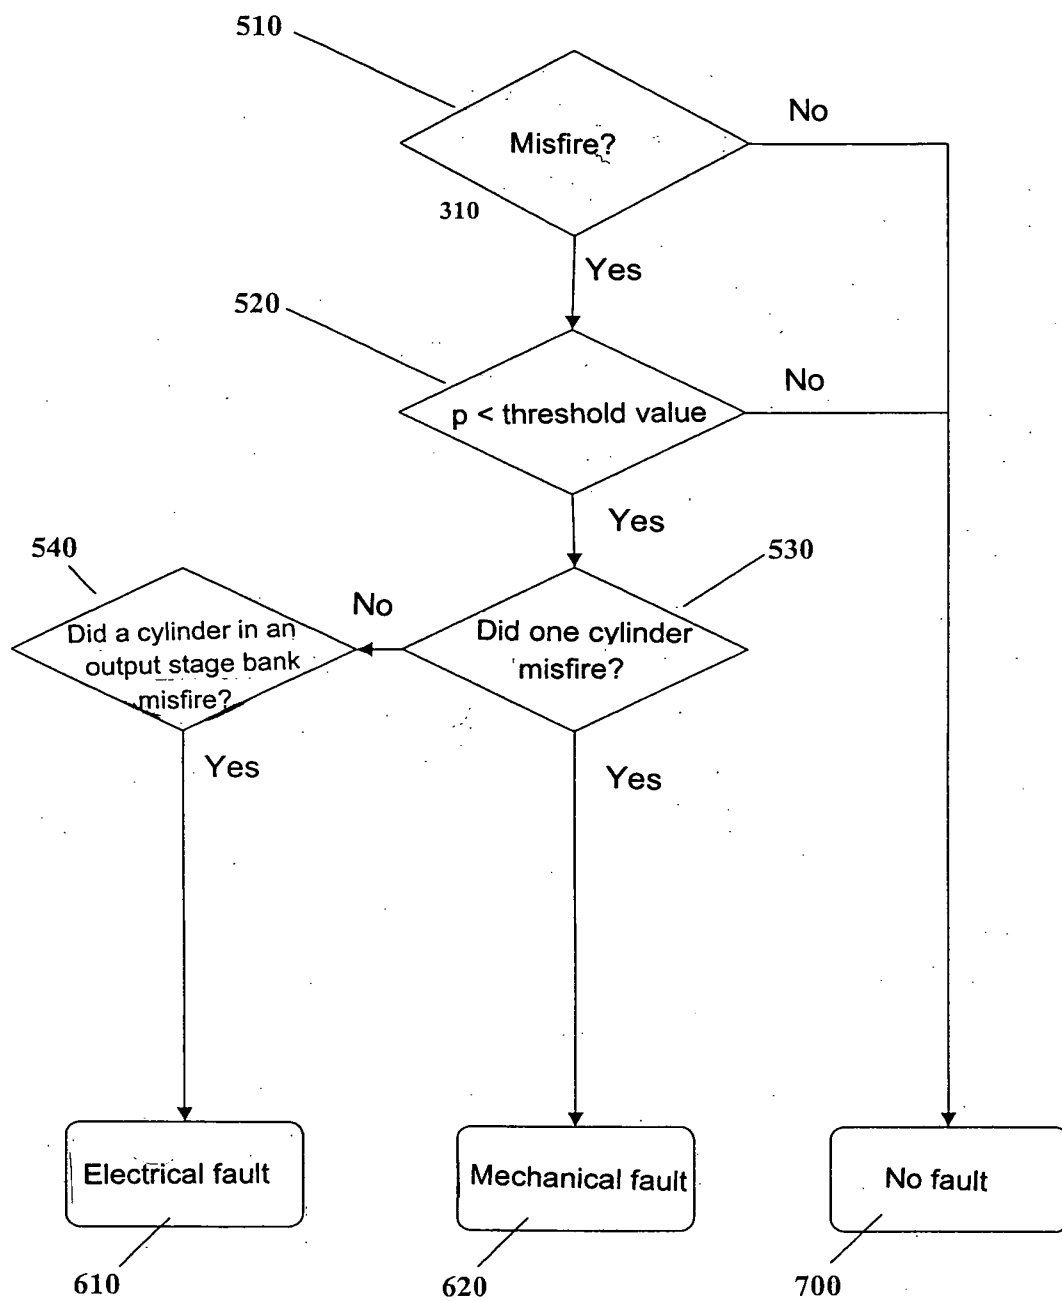 510
No
Misfire?
310
Yes
520
No
p < threshold value
Yes
540
530
No
Did a cylinder in an
output stage bank
misfire?
Did one cylinder
misfire?
Yes
Yes
Electrical fault
Mechanical fault
No fault
610
620
700